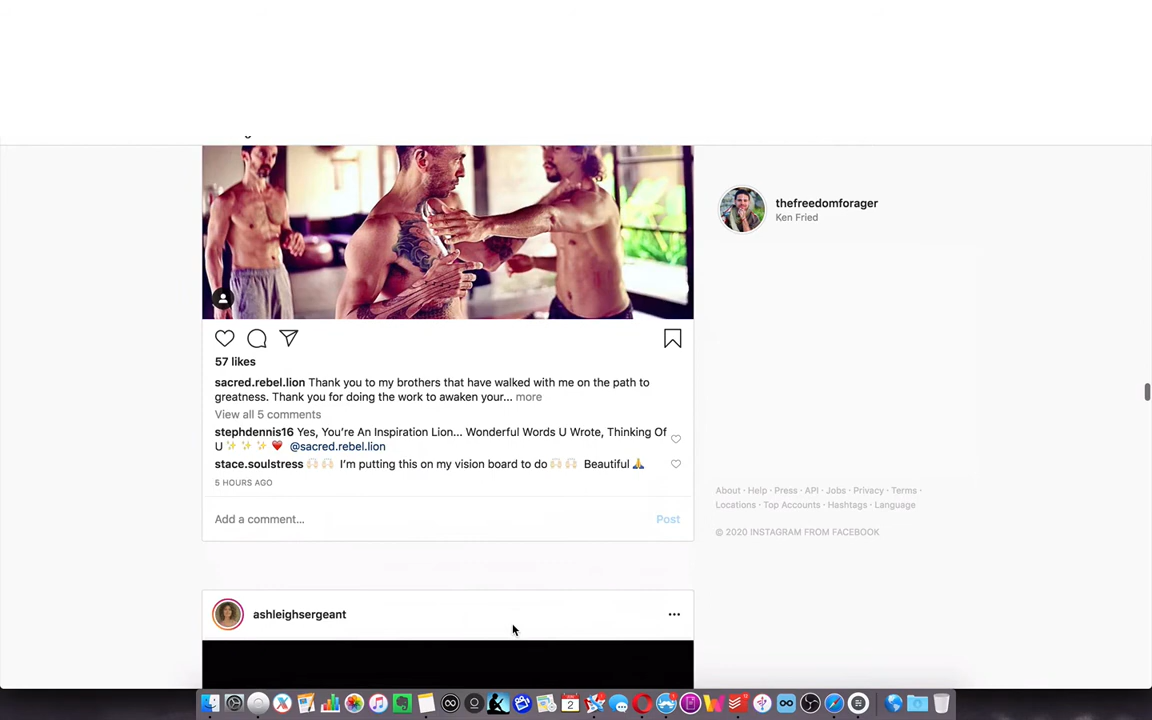 thefreedomforager
Ken Fried
57 likes
sacred.rebel.lion Thank you to my brothers that have walked with me on the path to
greatness. Thank you for doing the work to awaken your... more
View all 5 comments
stephdennis16 Yes, You're An Inspiration Lion... Wonderful Words U Wrote, Thinking Of
U ✨ ✨ ✨ ❤️ @sacred.rebel.lion
stace.soulstress 🙌🏻 🙌🏻 I'm putting this on my vision board to do 🙌🏻 🙌🏻 Beautiful 🙏
5 HOURS AGO
Add a comment... Post
About · Help · Press · API · Jobs · Privacy · Terms ·
Locations · Top Accounts · Hashtags · Language
© 2020 INSTAGRAM FROM FACEBOOK
ashleighsergeant
2